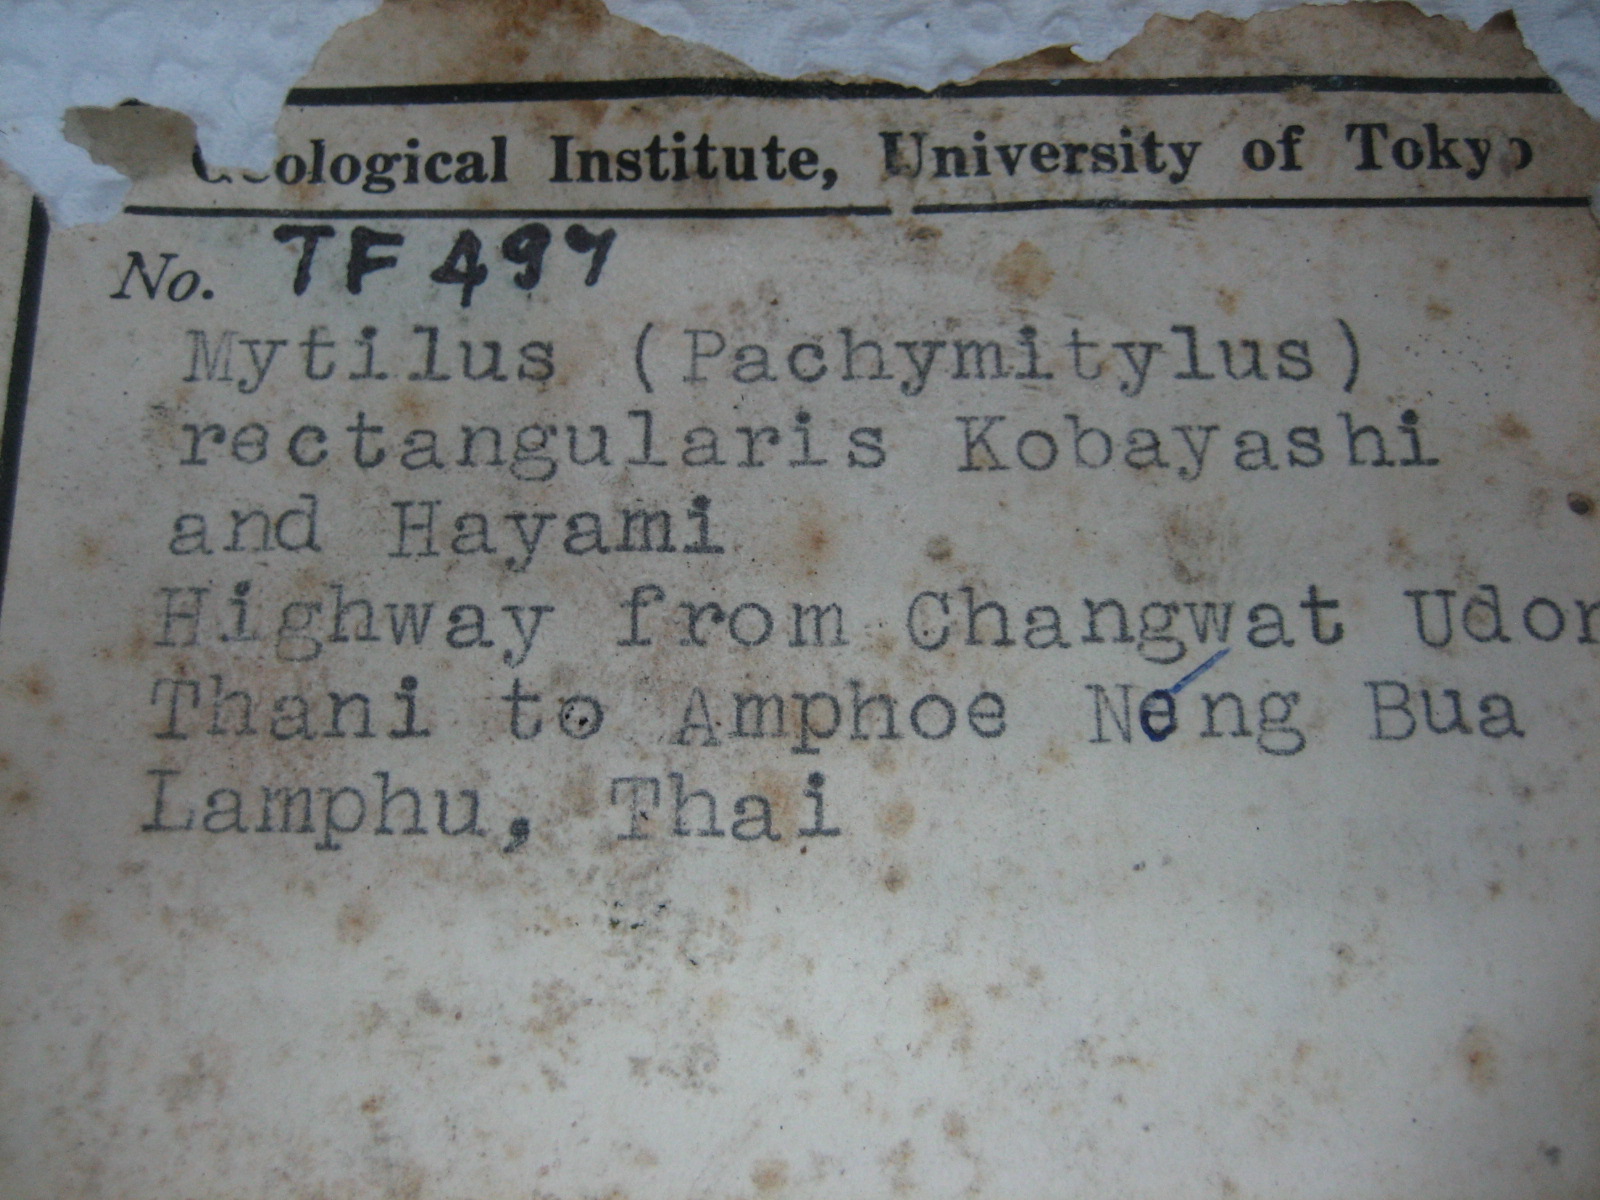 Geological Institute, University of Tokyo
No. TF 497
Mytilus (Pachymitylus)
rectangularis Kobayashi
and Hayami
Highway from Changwat Udon
Thani to Amphoe Nong Bua
Lamphu, Thai